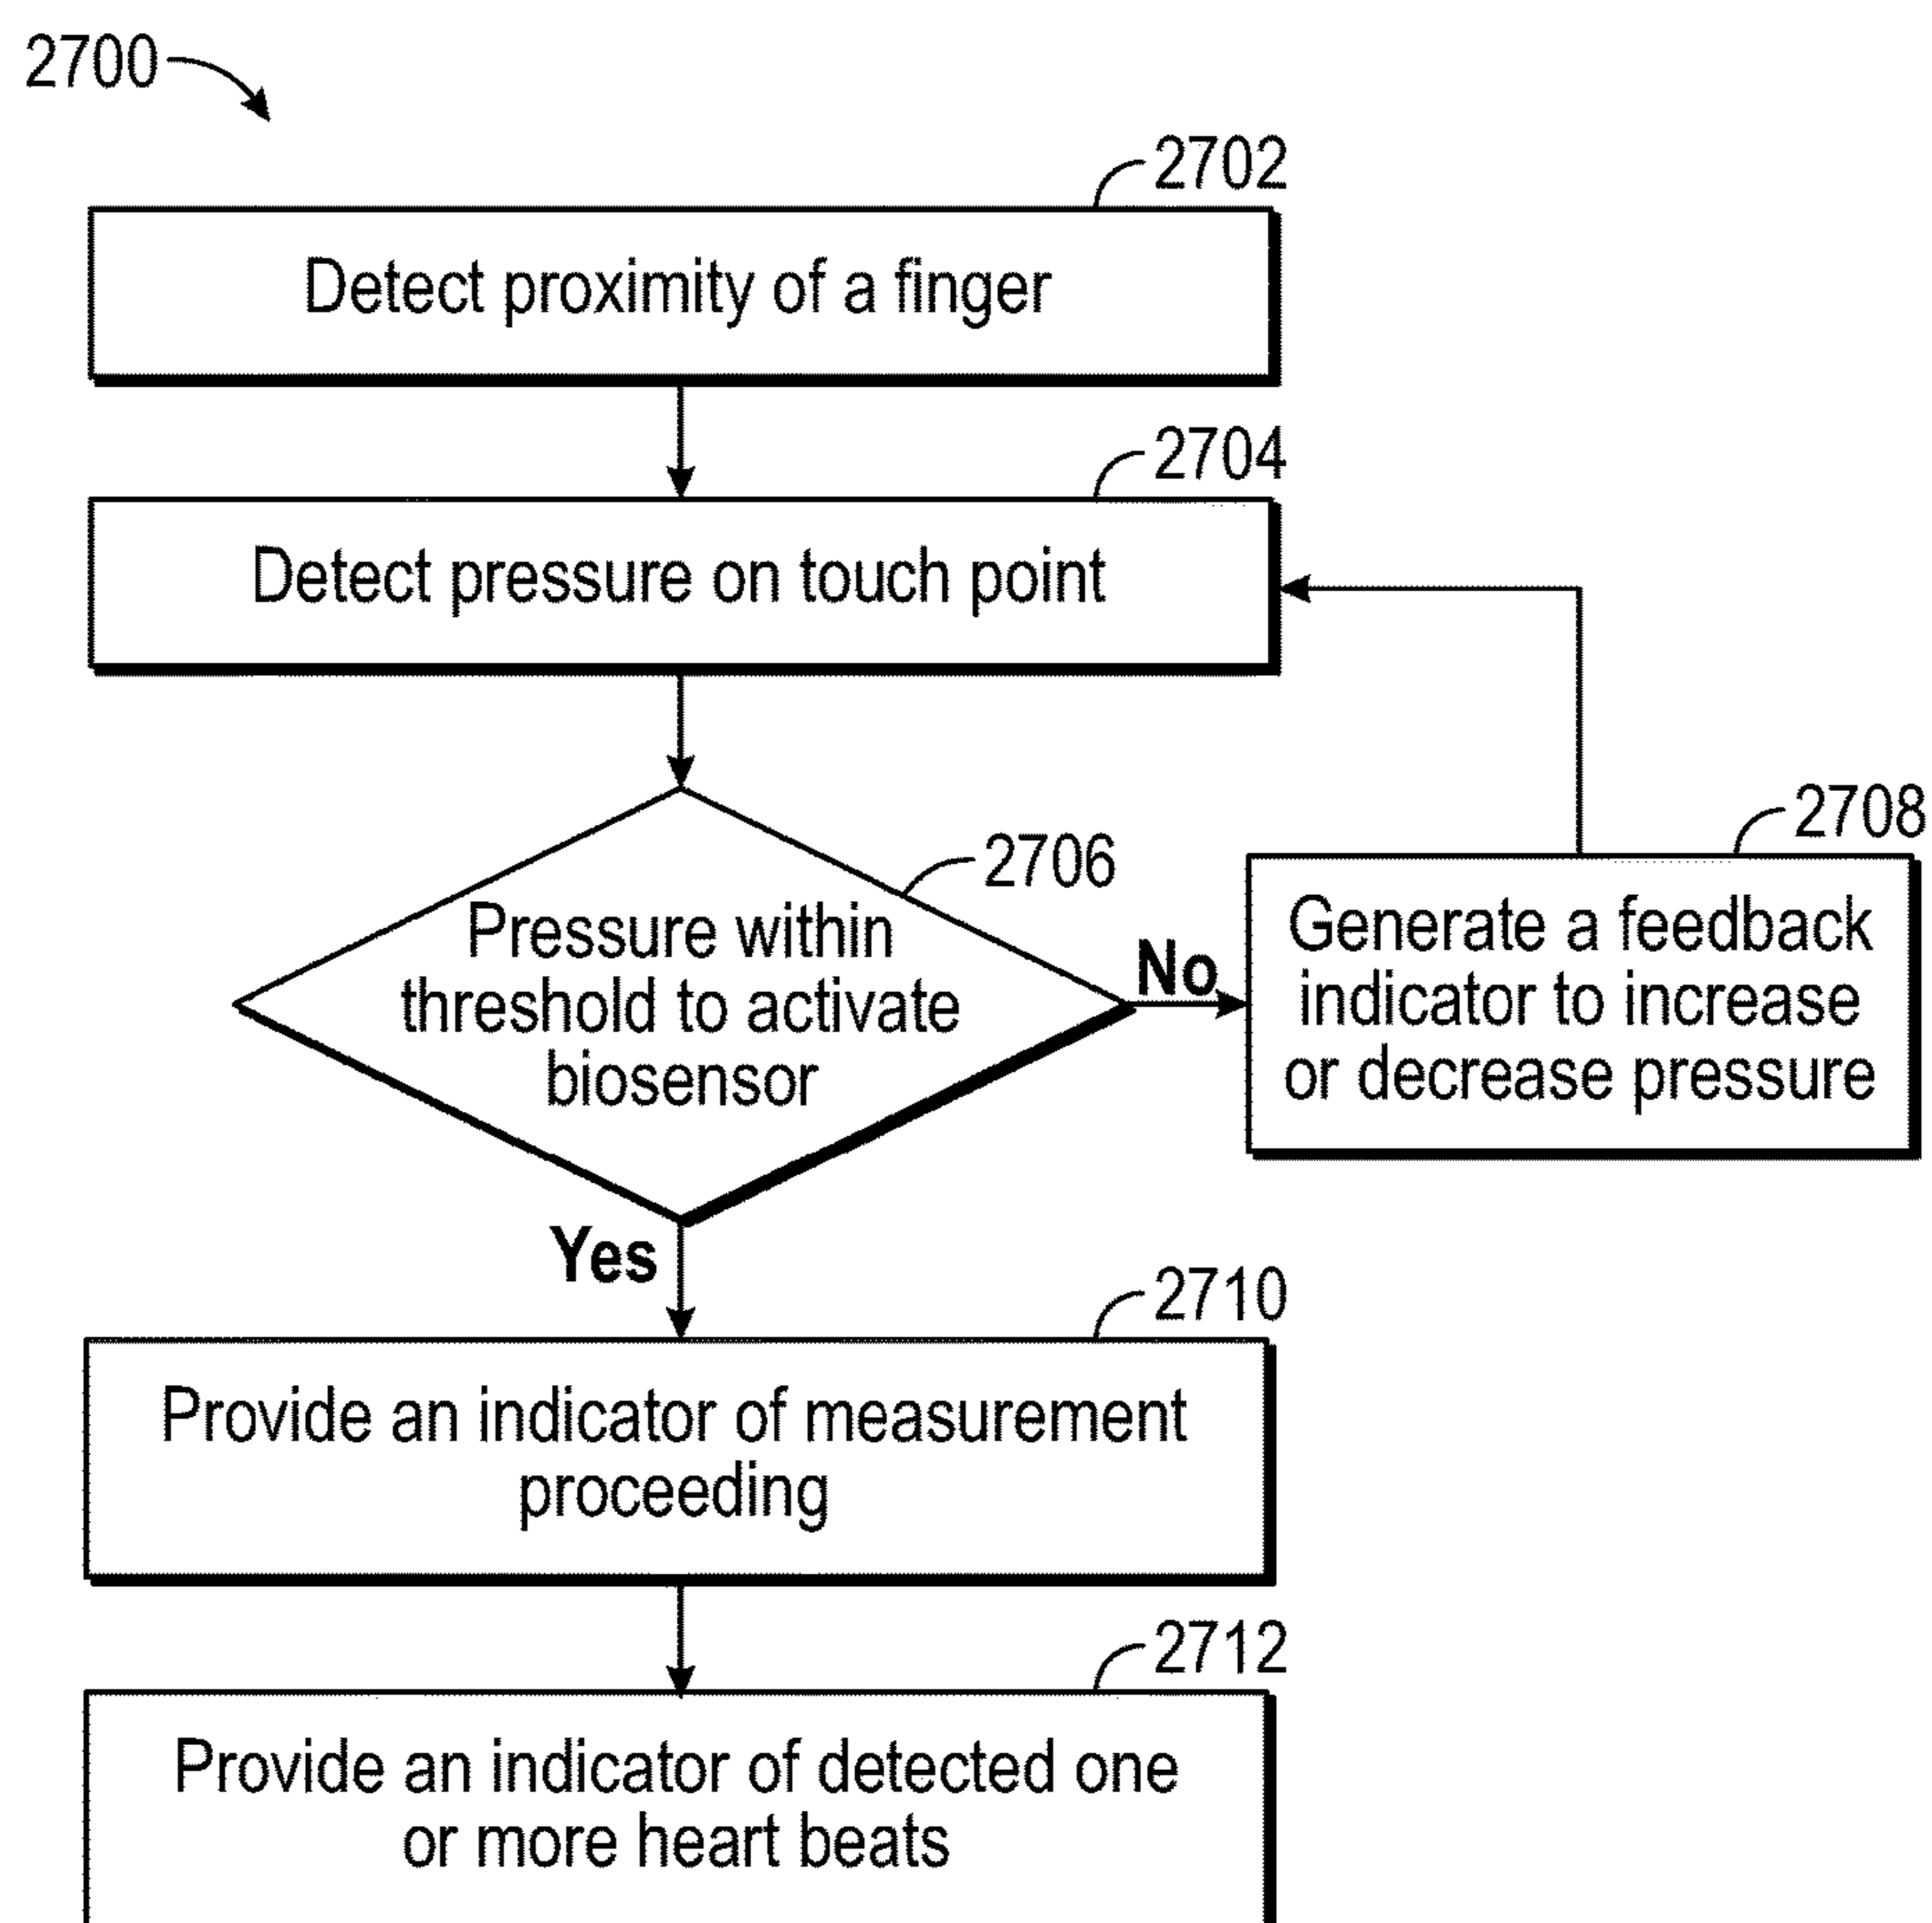 2700
2702
Detect proximity of a finger
2704
Detect pressure on touch point
2706
Pressure within
threshold to activate
biosensor
No
2708
Generate a feedback
indicator to increase
or decrease pressure
Yes
2710
Provide an indicator of measurement
proceeding
2712
Provide an indicator of detected one
or more heart beats